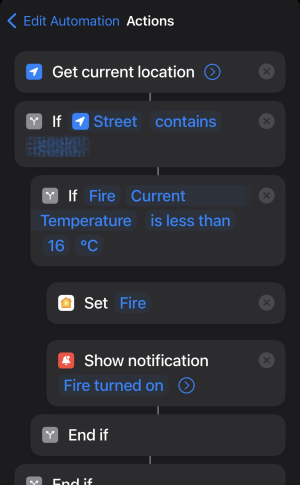 Edit Automation Actions
Get current location
If Street contains
If Fire Current
Temperature is less than
16 °C
Set Fire
Show notification
Fire turned on
End if
End if